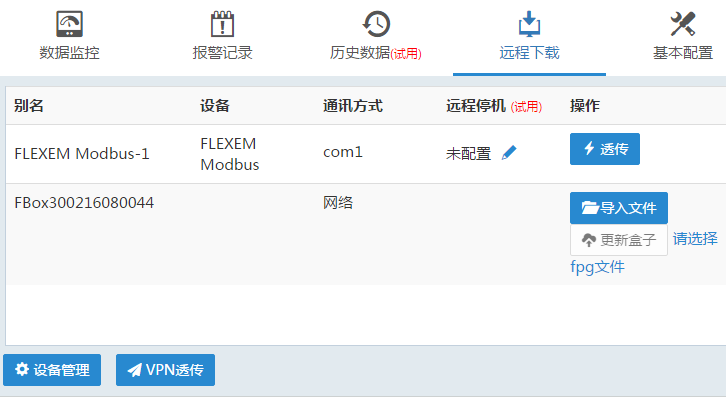 数据监控 报警记录 历史数据(试用) 远程下载 基本配置
别名 设备 通讯方式 远程停机 (试用) 操作
FLEXEM Modbus-1 FLEXEM Modbus com1 未配置 透传
FBox300216080044 网络 导入文件
更新盒子 请选择
fpg文件
设备管理 VPN透传